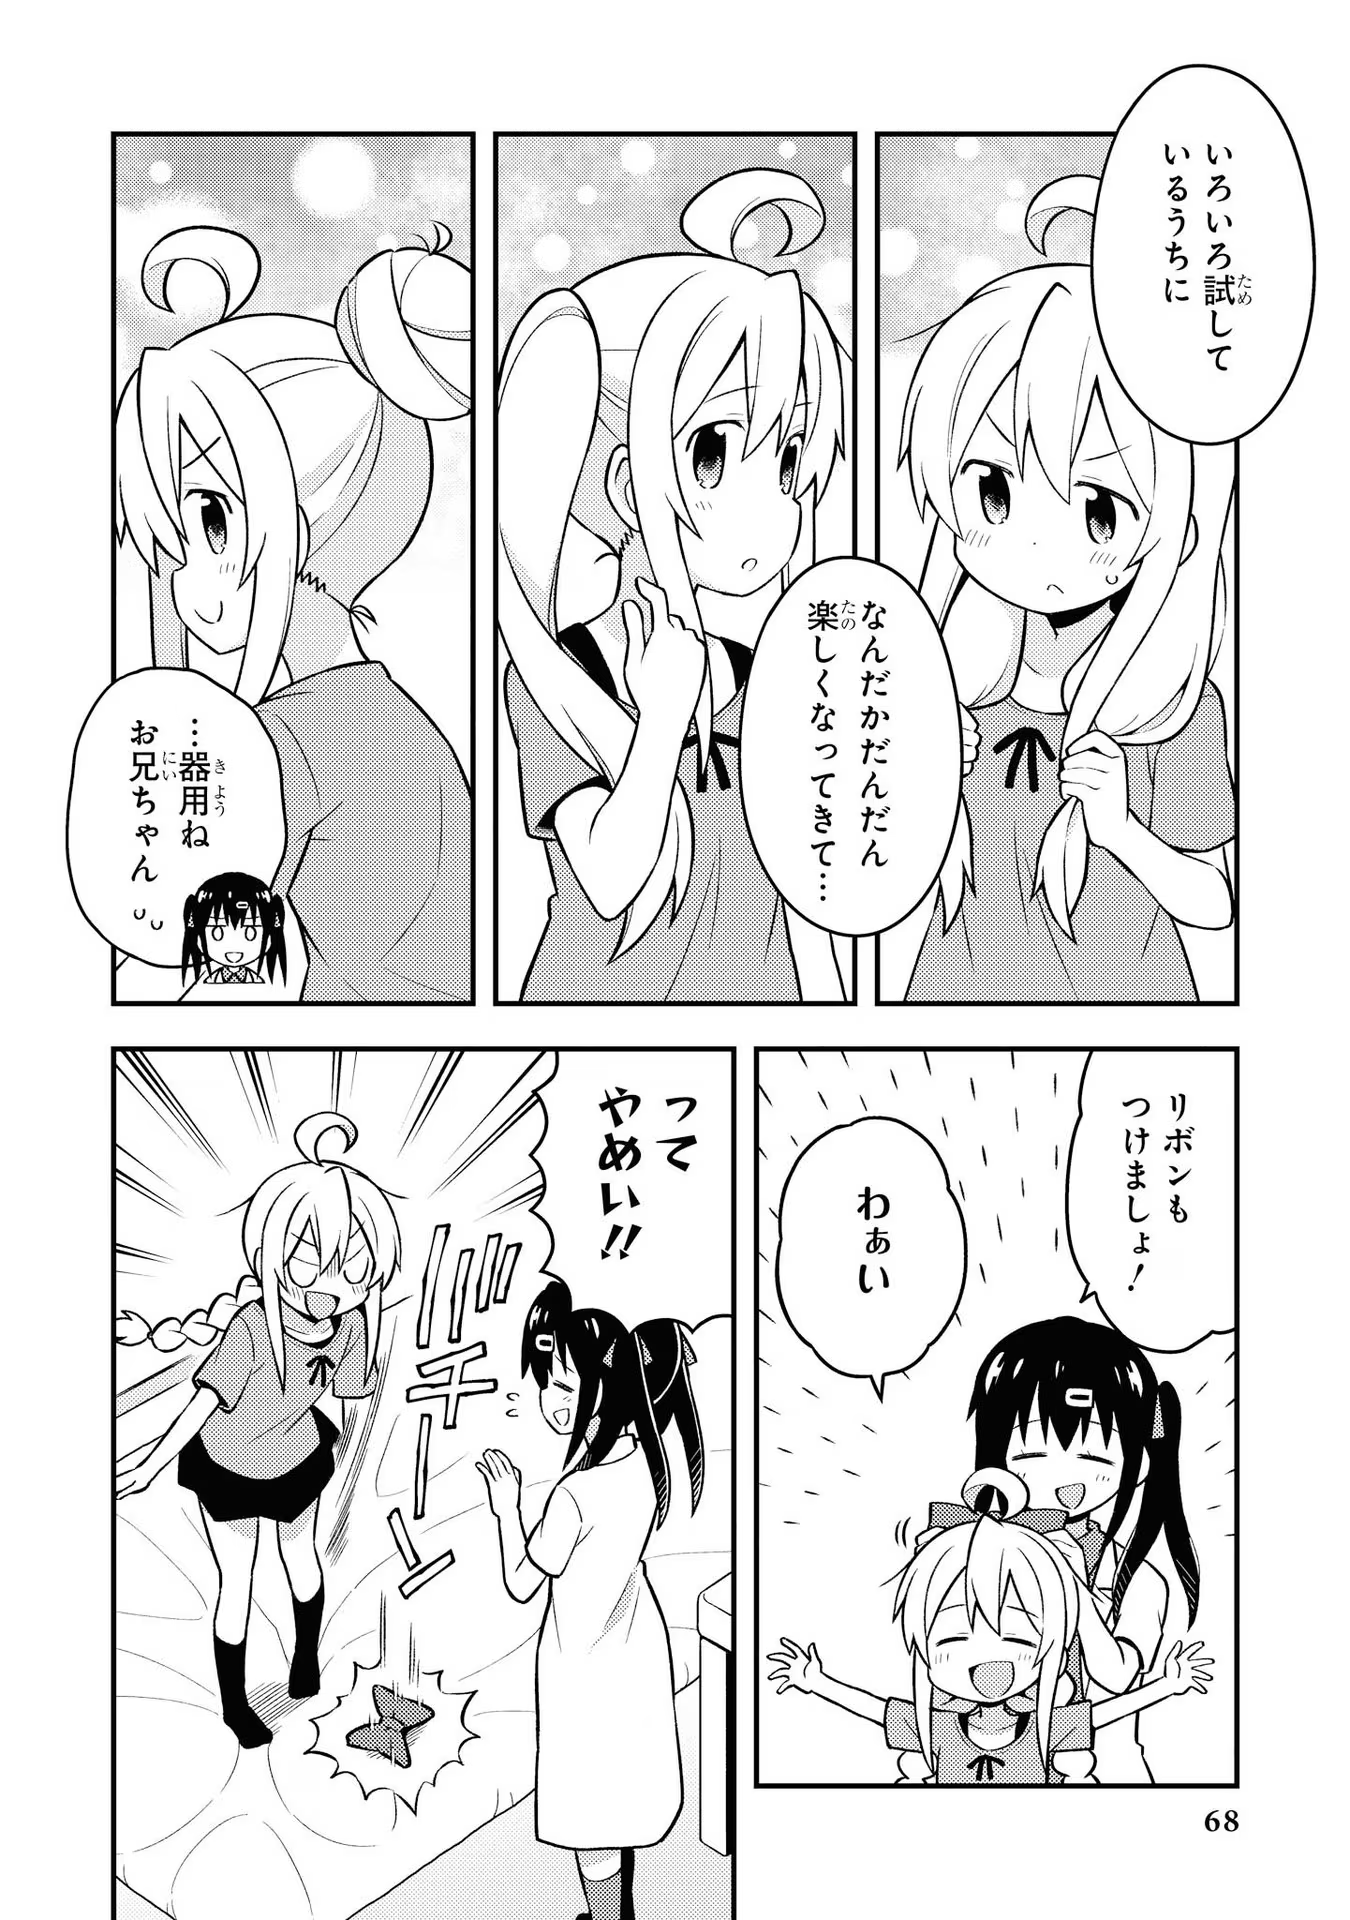 いろいろ試して
いるうちに
なんだかだんだん
楽しくなってきて…
…器用ね
お兄ちゃん
リボンも
つけましょ!
わぁい
って
やめい!!
ベチーン
68